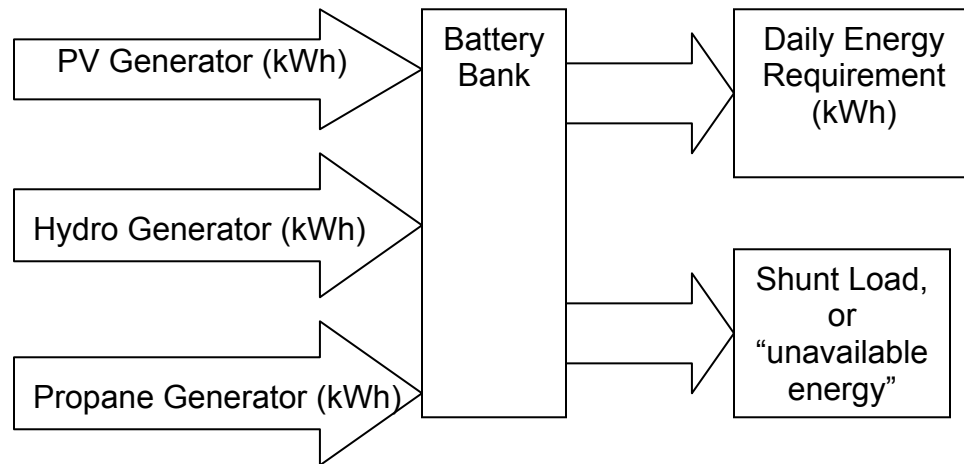 PV Generator (kWh)
Hydro Generator (kWh)
Propane Generator (kWh)
Battery
Bank
Daily Energy
Requirement
(kWh)
Shunt Load,
or
“unavailable
energy”